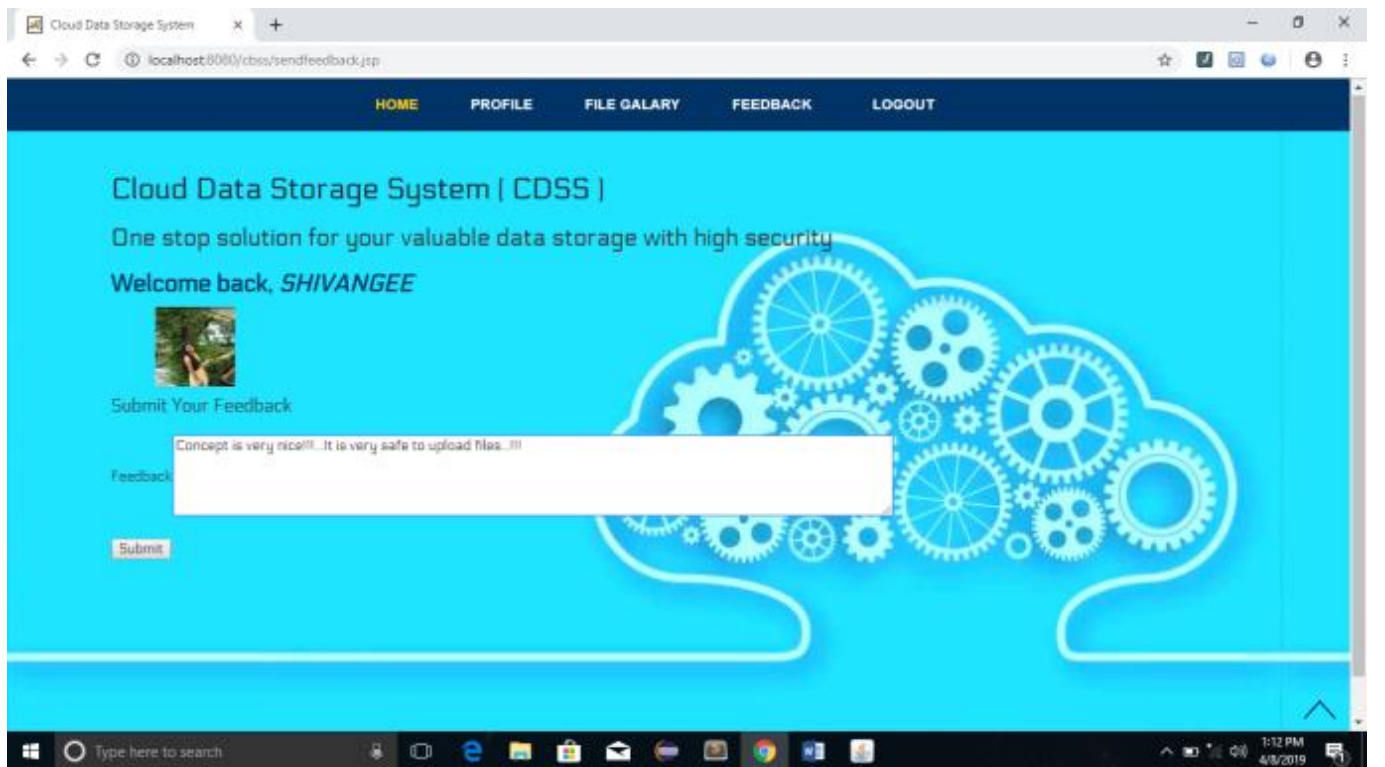 Cloud Data Storage System
localhost:8080/cbss/sendfeedback.jsp
HOME PROFILE FILE GALARY FEEDBACK LOGOUT
Cloud Data Storage System ( CDSS )
One stop solution for your valuable data storage with high security
Welcome back, SHIVANGEE
Submit Your Feedback
Concept is very nice!!!...It is very safe to upload files...!!!
Feedback
Submit
Type here to search
1:12 PM
4/8/2019